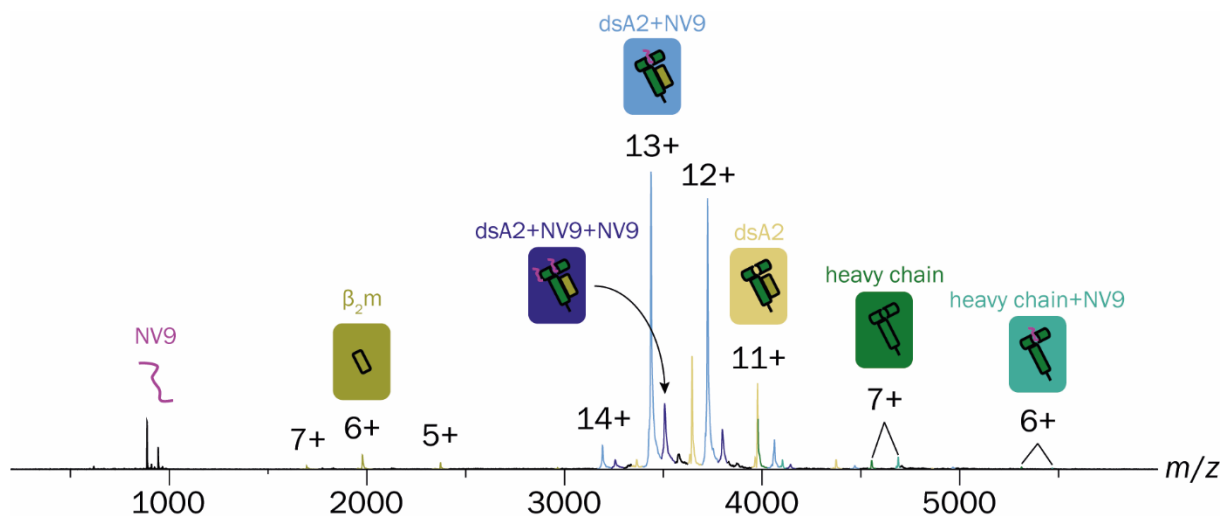 dsA2+NV9
13+
12+
dsA2+NV9+NV9
dsA2
heavy chain
β₂m
heavy chain+NV9
NV9
11+
7+
14+
6+
7+
6+
5+
m/z
1000
2000
3000
4000
5000